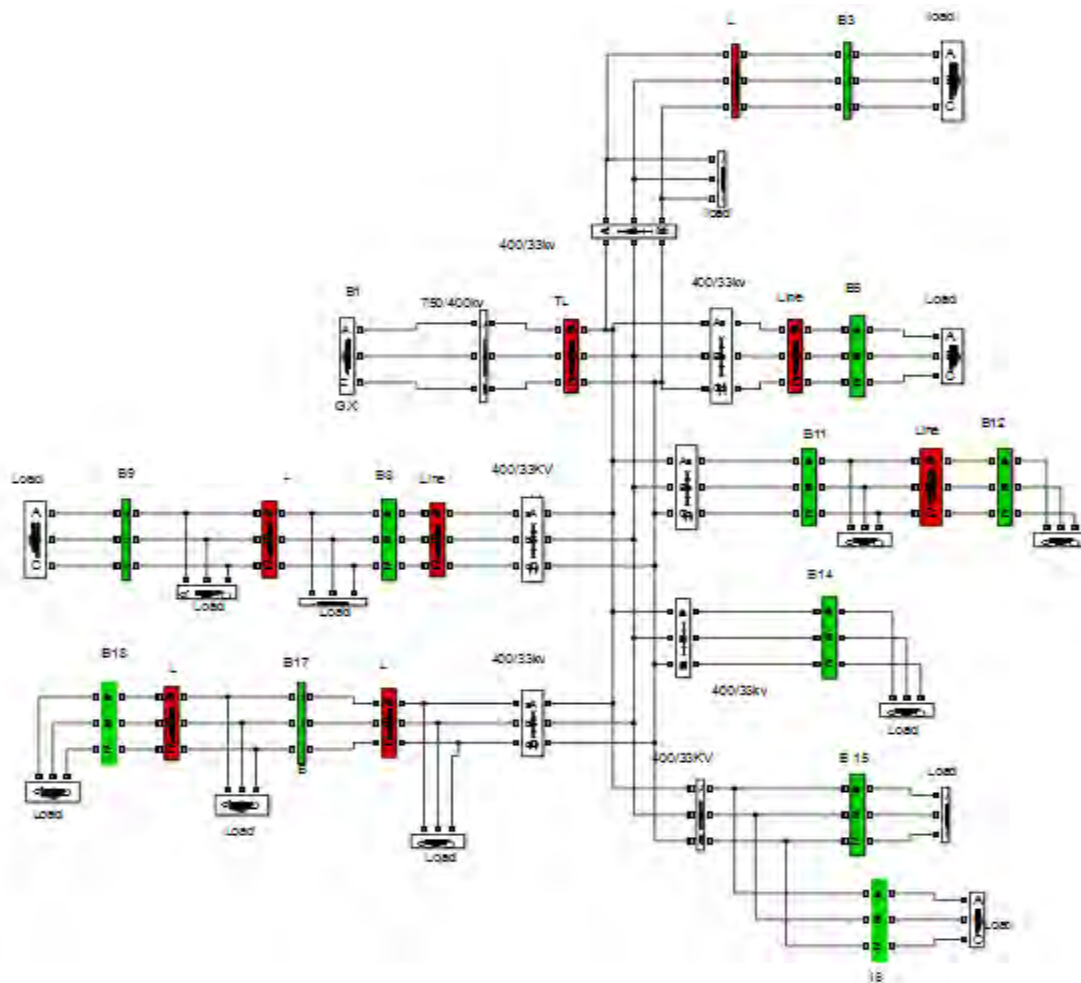 L B3 load
load
400/33kv
B1 750/400kv TL 400/33kv Line B5 Load
GX
B11 Line B12
Load B9 B8 Line 400/33KV
Load Load
B14
400/33kv
Load
B18 L B17 L 400/33kv
Load Load Load
400/33KV B 15 Load
Load